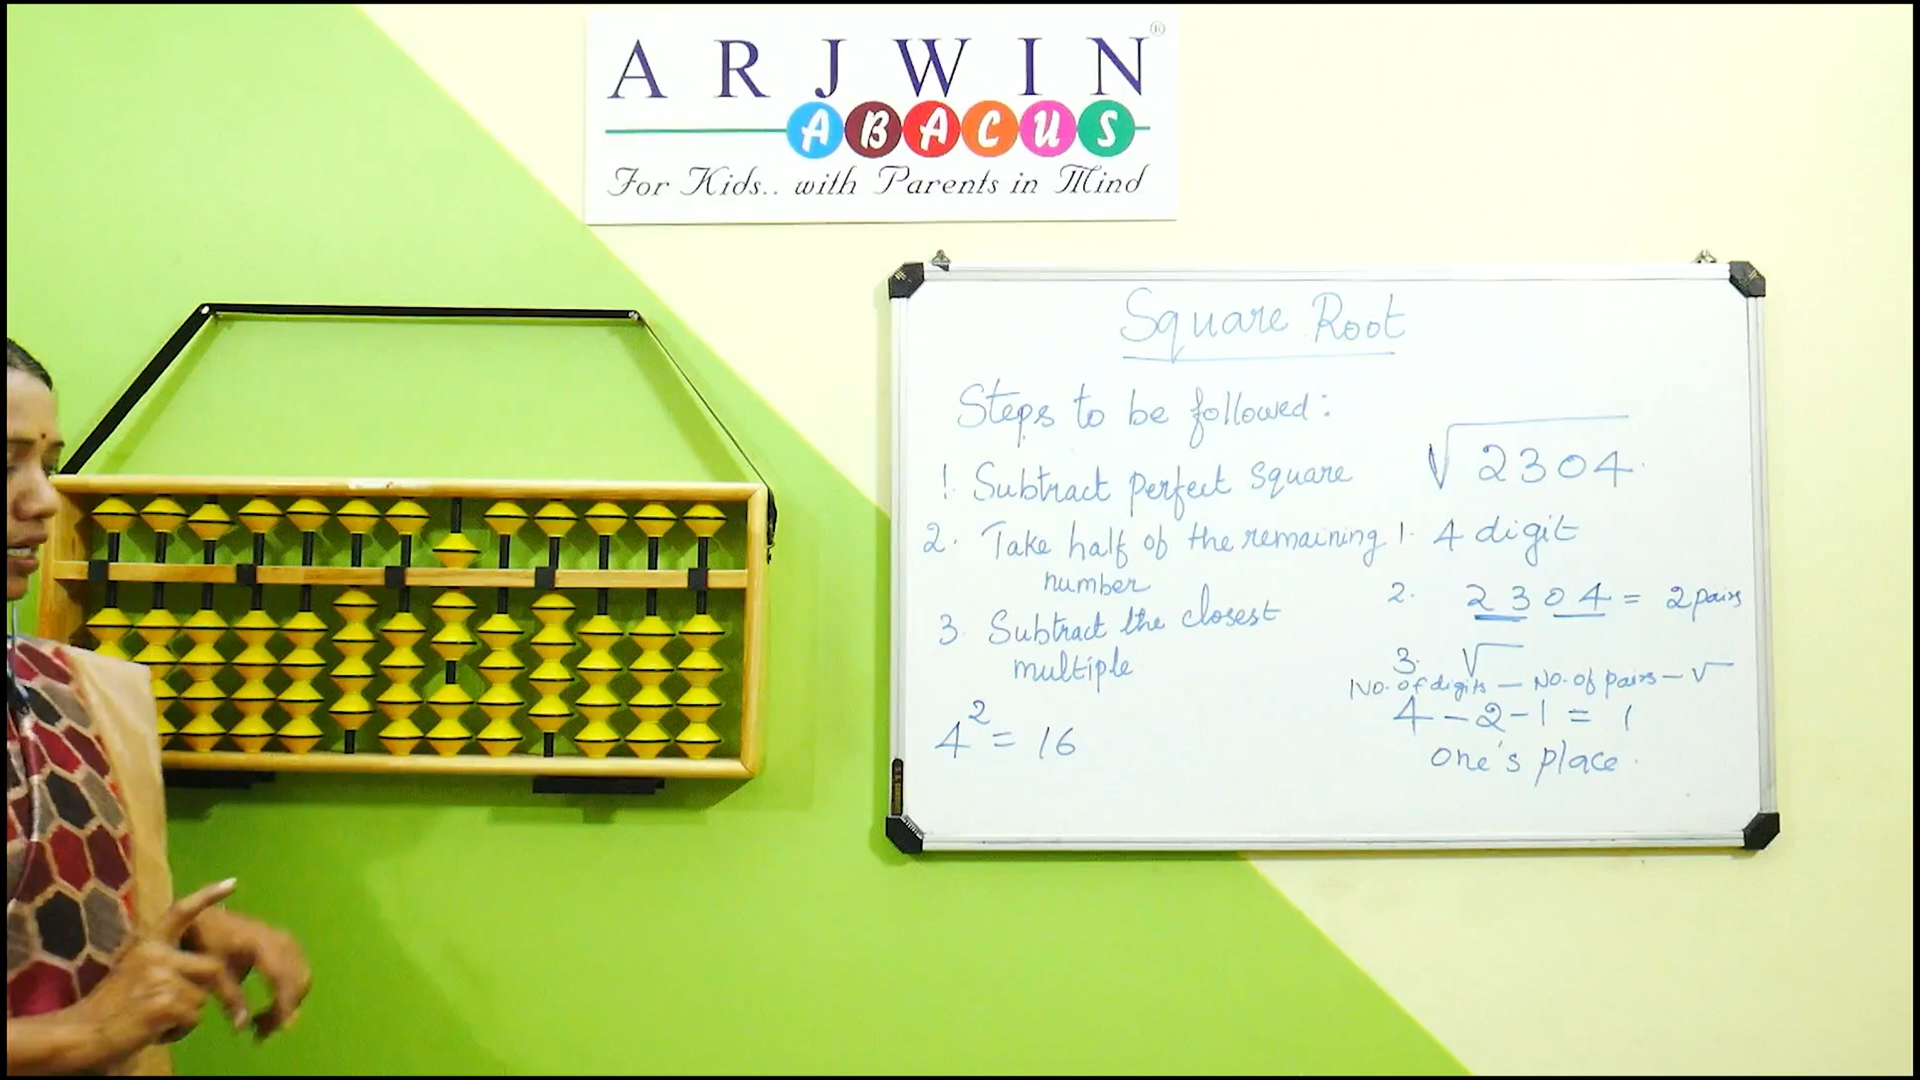 ARJWIN®
ABACUS
For Kids.. with Parents in Mind
Square Root
Steps to be followed:
1. Subtract perfect square
2. Take half of the remaining
number
3. Subtract the closest
multiple
4² = 16
√2304
1. 4 digit
2. 2304 = 2 pairs
3. √
No. of digits — No. of pairs — √
4 - 2 - 1 = 1
one's place.